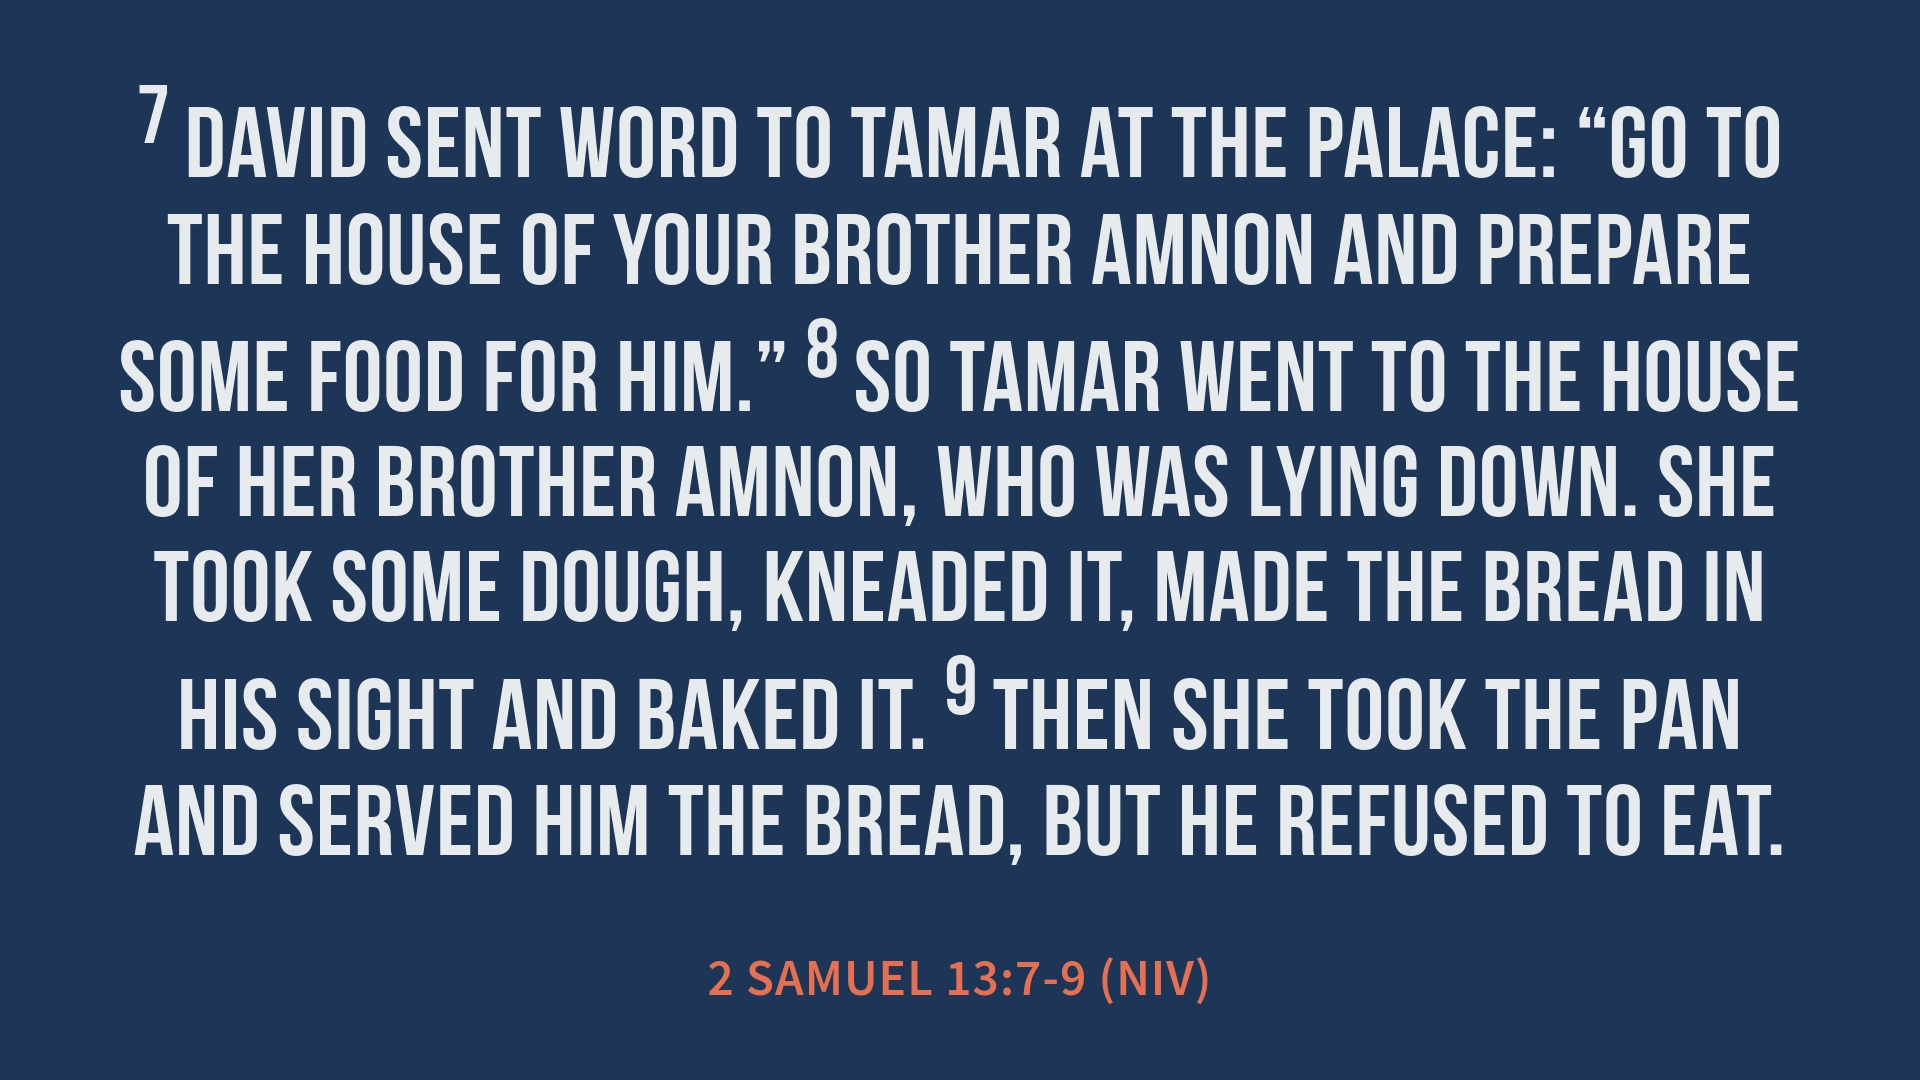 7 DAVID SENT WORD TO TAMAR AT THE PALACE: “GO TO
THE HOUSE OF YOUR BROTHER AMNON AND PREPARE
SOME FOOD FOR HIM.” 8 SO TAMAR WENT TO THE HOUSE
OF HER BROTHER AMNON, WHO WAS LYING DOWN. SHE
TOOK SOME DOUGH, KNEADED IT, MADE THE BREAD IN
HIS SIGHT AND BAKED IT. 9 THEN SHE TOOK THE PAN
AND SERVED HIM THE BREAD, BUT HE REFUSED TO EAT.
2 SAMUEL 13:7-9 (NIV)